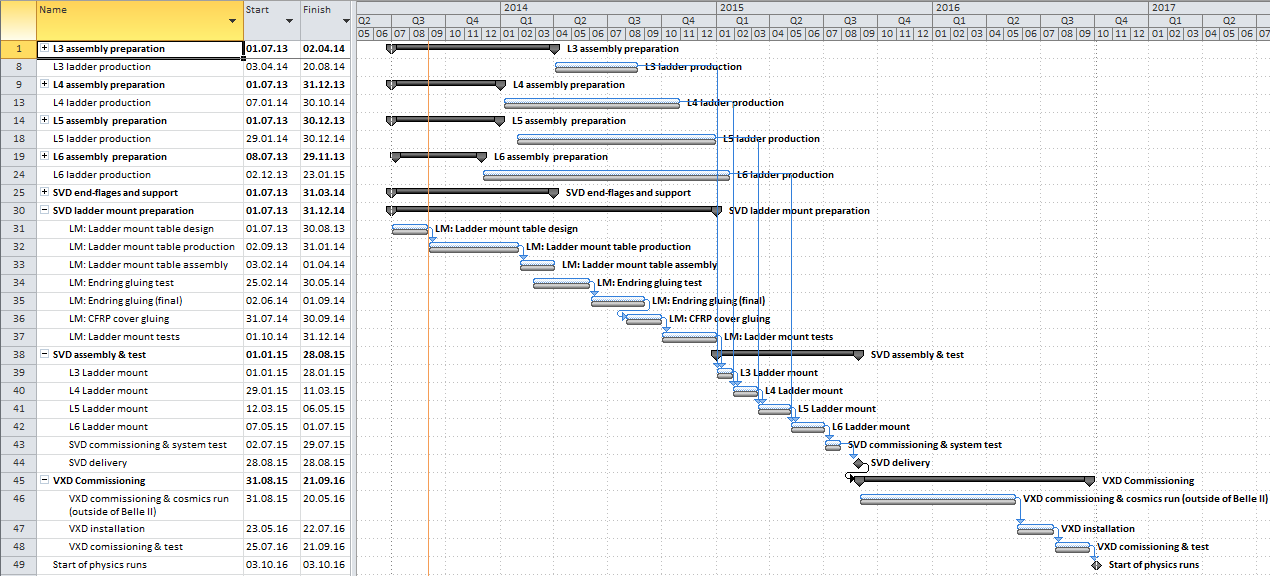 Name Start Finish 2014 2015 2016 2017
Q2 Q3 Q4 Q1 Q2 Q3 Q4 Q1 Q2 Q3 Q4 Q1 Q2 Q3 Q4 Q1 Q2
05 06 07 08 09 10 11 12 01 02 03 04 05 06 07 08 09 10 11 12 01 02 03 04 05 06 07 08 09 10 11 12 01 02 03 04 05 06 07 08 09 10 11 12 01 02 03 04 05 06 07
1 L3 assembly preparation 01.07.13 02.04.14 L3 assembly preparation
8 L3 ladder production 03.04.14 20.08.14 L3 ladder production
9 L4 assembly preparation 01.07.13 31.12.13 L4 assembly preparation
13 L4 ladder production 07.01.14 30.10.14 L4 ladder production
14 L5 assembly preparation 01.07.13 30.12.13 L5 assembly preparation
18 L5 ladder production 29.01.14 30.12.14 L5 ladder production
19 L6 assembly preparation 08.07.13 29.11.13 L6 assembly preparation
24 L6 ladder production 02.12.13 23.01.15 L6 ladder production
25 SVD end-flages and support 01.07.13 31.03.14 SVD end-flages and support
30 SVD ladder mount preparation 01.07.13 31.12.14 SVD ladder mount preparation
31 LM: Ladder mount table design 01.07.13 30.08.13 LM: Ladder mount table design
32 LM: Ladder mount table production 02.09.13 31.01.14 LM: Ladder mount table production
33 LM: Ladder mount table assembly 03.02.14 01.04.14 LM: Ladder mount table assembly
34 LM: Endring gluing test 25.02.14 30.05.14 LM: Endring gluing test
35 LM: Endring gluing (final) 02.06.14 01.09.14 LM: Endring gluing (final)
36 LM: CFRP cover gluing 31.07.14 30.09.14 LM: CFRP cover gluing
37 LM: Ladder mount tests 01.10.14 31.12.14 LM: Ladder mount tests
38 SVD assembly & test 01.01.15 28.08.15 SVD assembly & test
39 L3 Ladder mount 01.01.15 28.01.15 L3 Ladder mount
40 L4 Ladder mount 29.01.15 11.03.15 L4 Ladder mount
41 L5 Ladder mount 12.03.15 06.05.15 L5 Ladder mount
42 L6 Ladder mount 07.05.15 01.07.15 L6 Ladder mount
43 SVD commissioning & system test 02.07.15 29.07.15 SVD commissioning & system test
44 SVD delivery 28.08.15 28.08.15 SVD delivery
45 VXD Commissioning 31.08.15 21.09.16 VXD Commissioning
46 VXD commissioning & cosmics run 31.08.15 20.05.16 VXD commissioning & cosmics run (outside of Belle II)
(outside of Belle II)
47 VXD installation 23.05.16 22.07.16 VXD installation
48 VXD comissioning & test 25.07.16 21.09.16 VXD comissioning & test
49 Start of physics runs 03.10.16 03.10.16 Start of physics runs